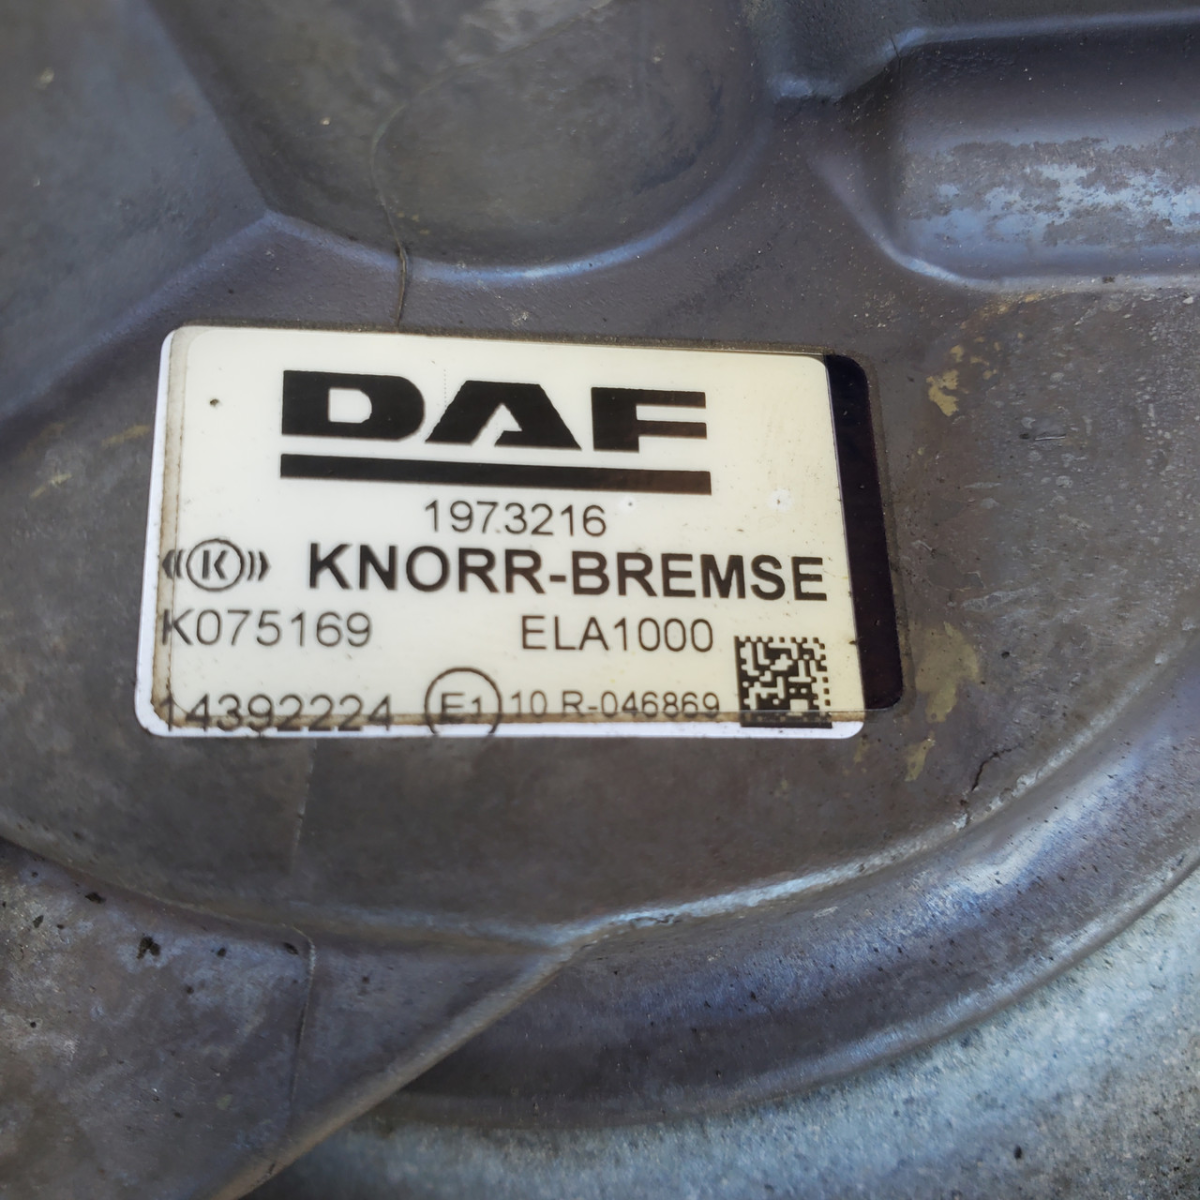 DAF
1973216
K KNORR-BREMSE
K075169 ELA1000
14392224 E1 10 R-046869